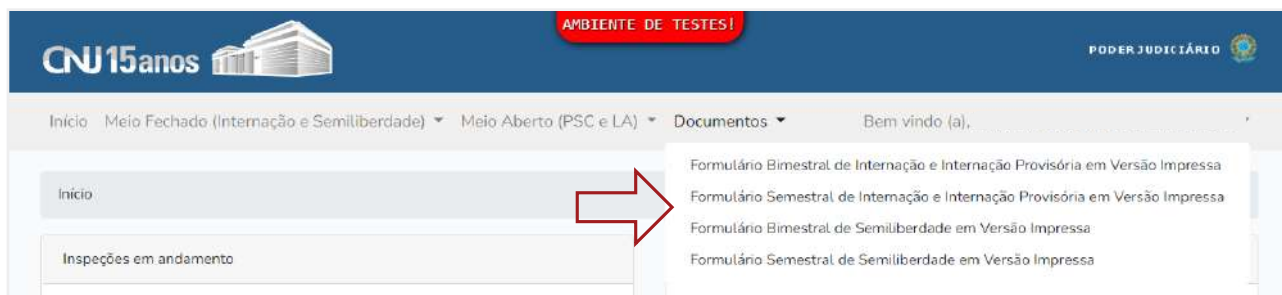 AMBIENTE DE TESTES!
CNJ 15anos
PODER JUDICIÁRIO
Início Meio Fechado (Internação e Semiliberdade) Meio Aberto (PSC e LA) Documentos Bem vindo (a),
Formulário Bimestral de Internação e Internação Provisória em Versão Impressa
Início
Formulário Semestral de Internação e Internação Provisória em Versão Impressa
Formulário Bimestral de Semiliberdade em Versão Impressa
Inspeções em andamento
Formulário Semestral de Semiliberdade em Versão Impressa